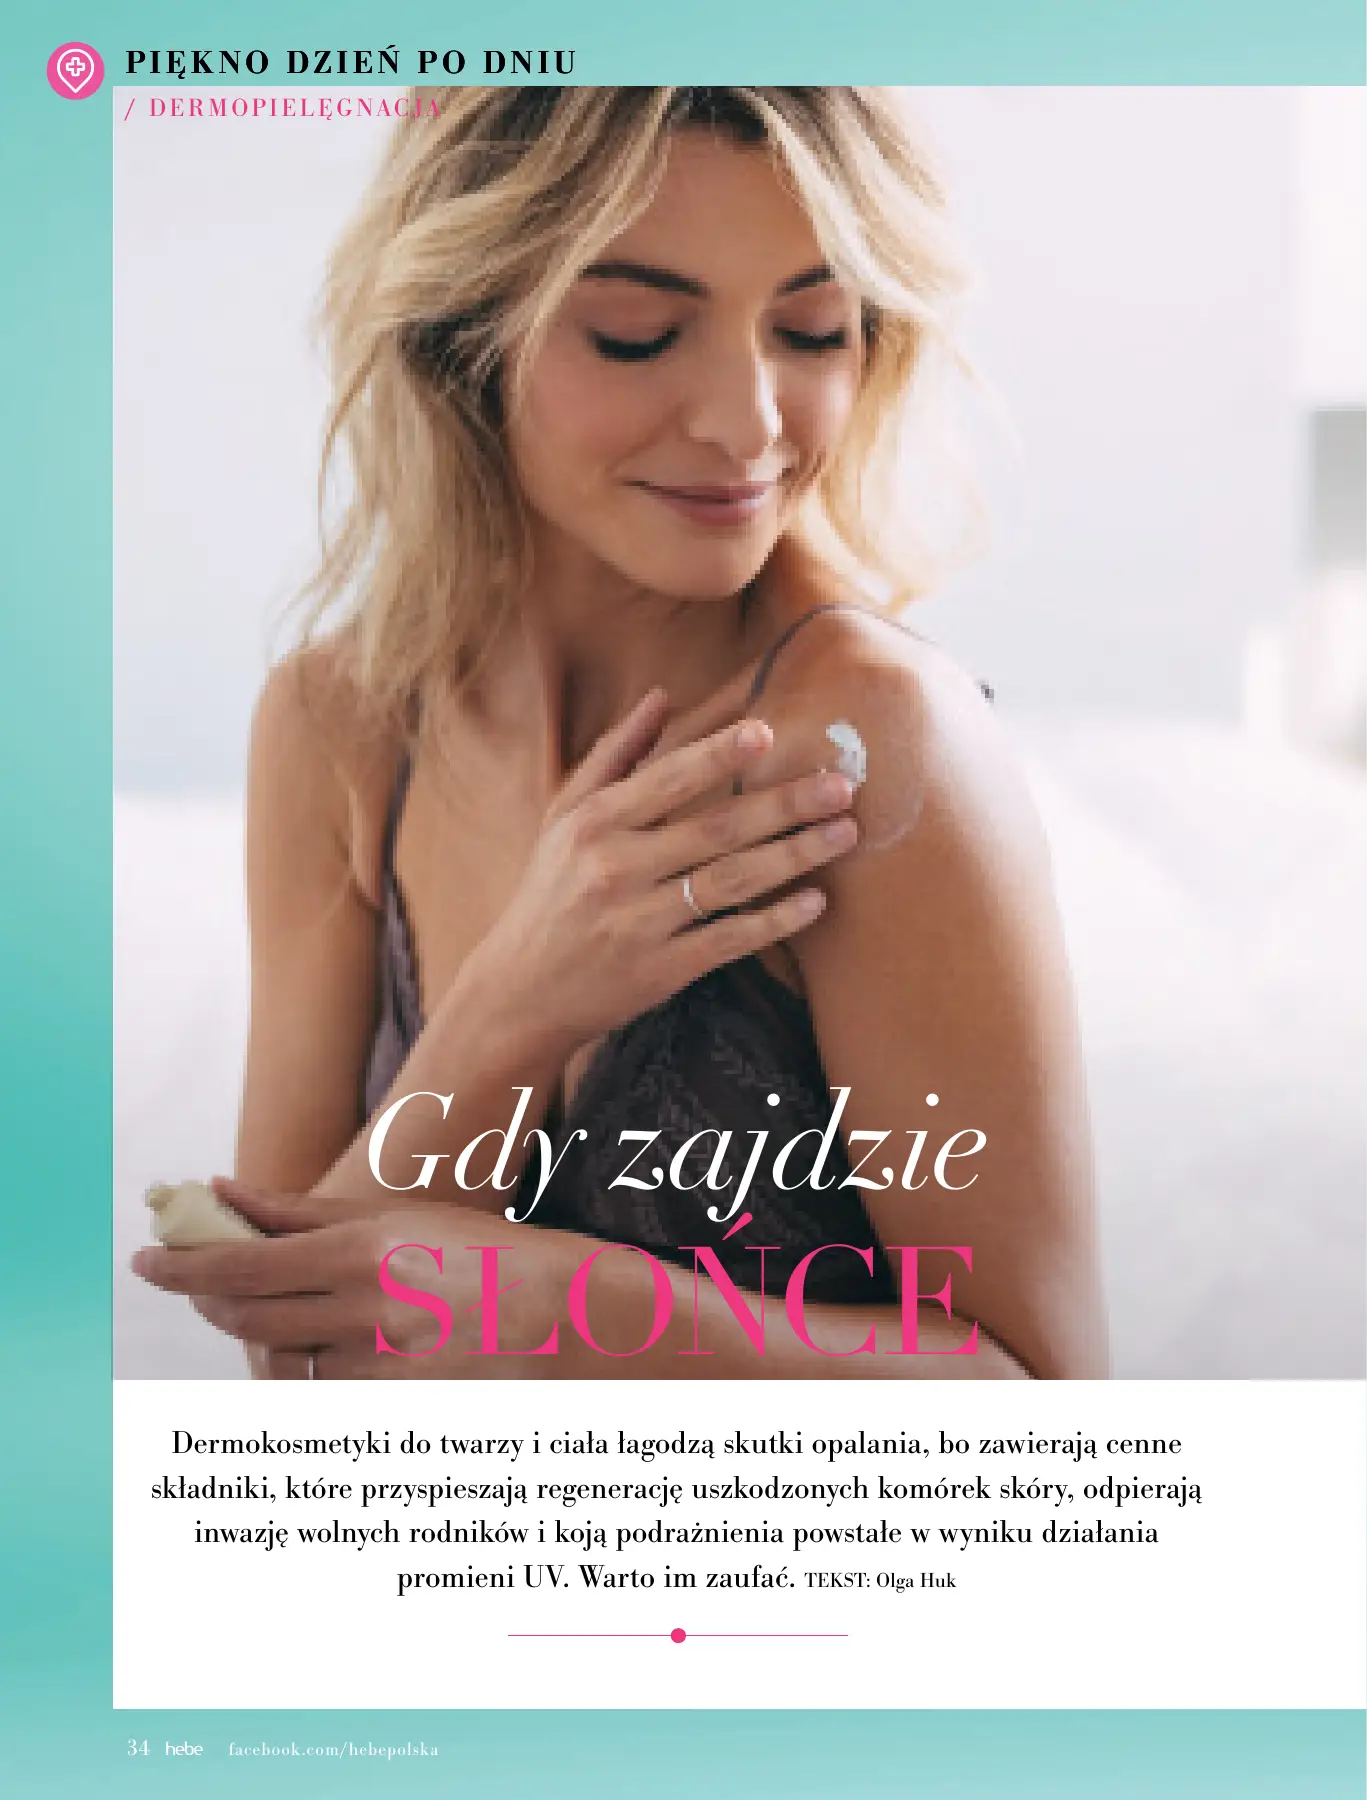 PIĘKNO DZIEŃ PO DNIU
/ DERMOPIELĘGNACJA
Gdy zajdzie
SŁOŃCE
Dermokosmetyki do twarzy i ciała łagodzą skutki opalania, bo zawierają cenne
składniki, które przyspieszają regenerację uszkodzonych komórek skóry, odpierają
inwazję wolnych rodników i koją podrażnienia powstałe w wyniku działania
promieni UV. Warto im zaufać. TEKST: Olga Huk
34 hebe facebook.com/hebepolska